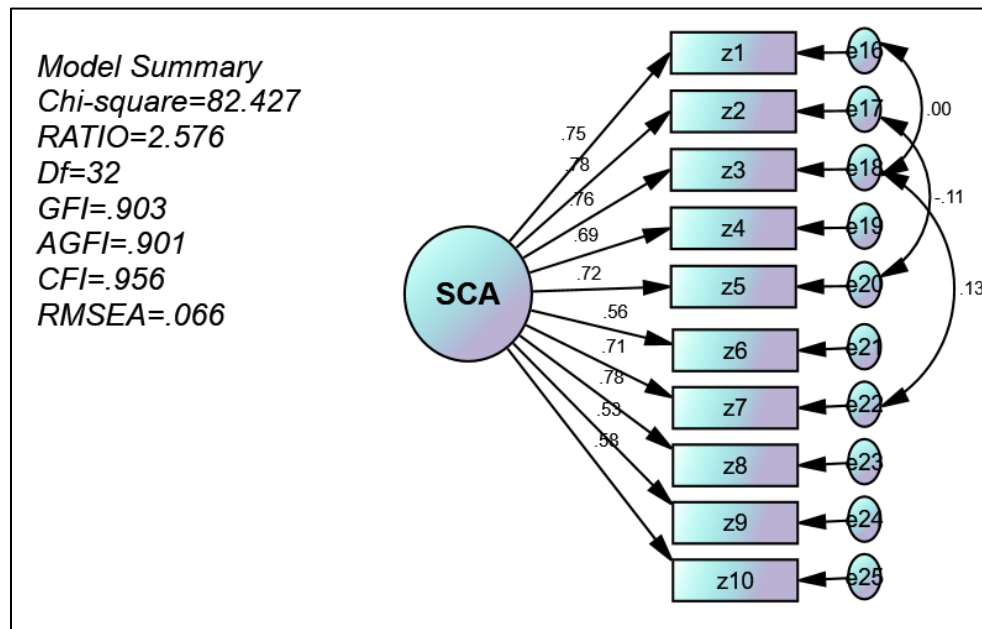 Model Summary
Chi-square=82.427
RATIO=2.576
Df=32
GFI=.903
AGFI=.901
CFI=.956
RMSEA=.066
SCA
.75
.78
.76
.69
.72
.56
.71
.78
.53
.58
z1
z2
z3
z4
z5
z6
z7
z8
z9
z10
e16
e17
e18
e19
e20
e21
e22
e23
e24
e25
.00
-.11
.13